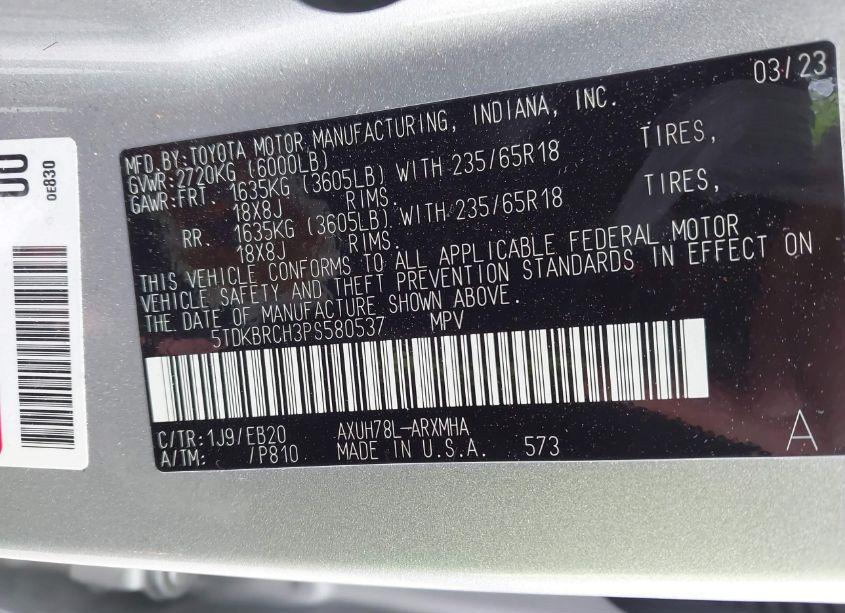 00
0E830
03/23
MFD.BY:TOYOTA MOTOR MANUFACTURING, INDIANA, INC.
GVWR:2720KG (6000LB)
GAWR:FRT. 1635KG (3605LB) WITH 235/65R18 TIRES,
18X8J RIMS.
RR. 1635KG (3605LB) WITH 235/65R18 TIRES,
18X8J RIMS.
THIS VEHICLE CONFORMS TO ALL APPLICABLE FEDERAL MOTOR
VEHICLE SAFETY AND THEFT PREVENTION STANDARDS IN EFFECT ON
THE DATE OF MANUFACTURE SHOWN ABOVE.
5TDKBRCH3PS580537 MPV
C/TR:1J9/EB20 AXUH78L-ARXMHA
A/TM: /P810 MADE IN U.S.A. 573 A